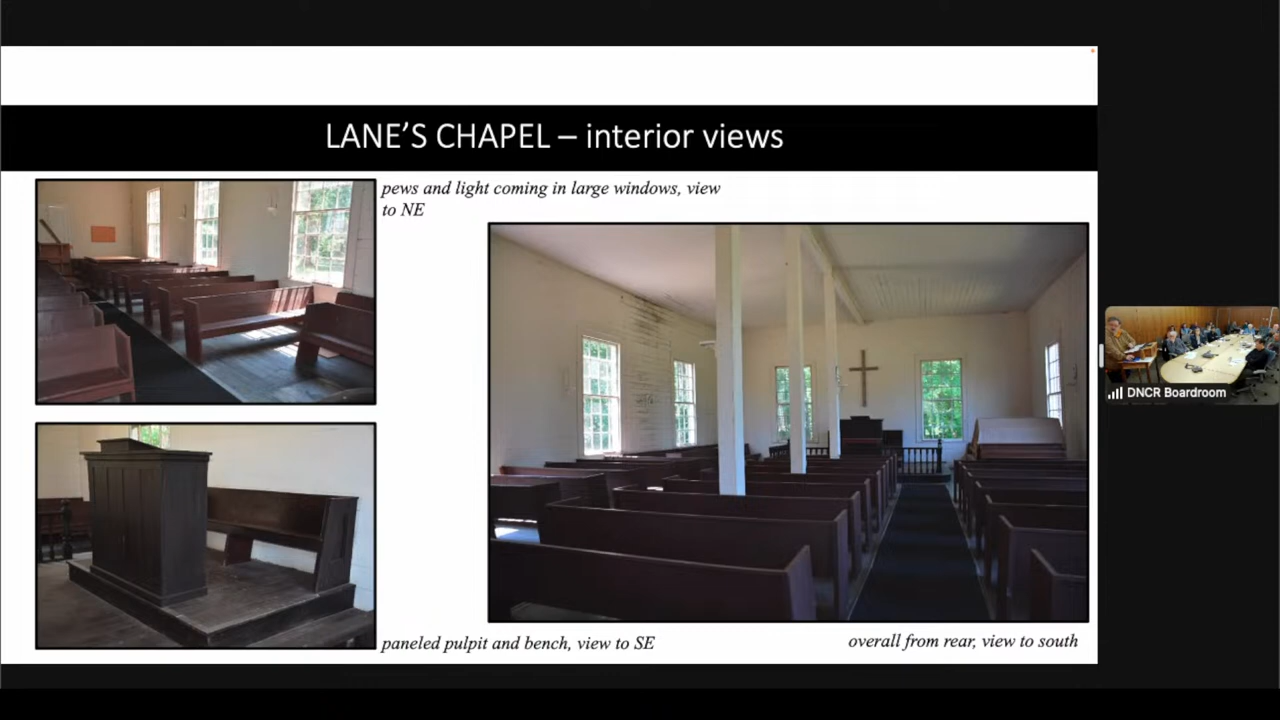 LANE'S CHAPEL – interior views
pews and light coming in large windows, view
to NE
paneled pulpit and bench, view to SE
overall from rear, view to south
DNCR Boardroom